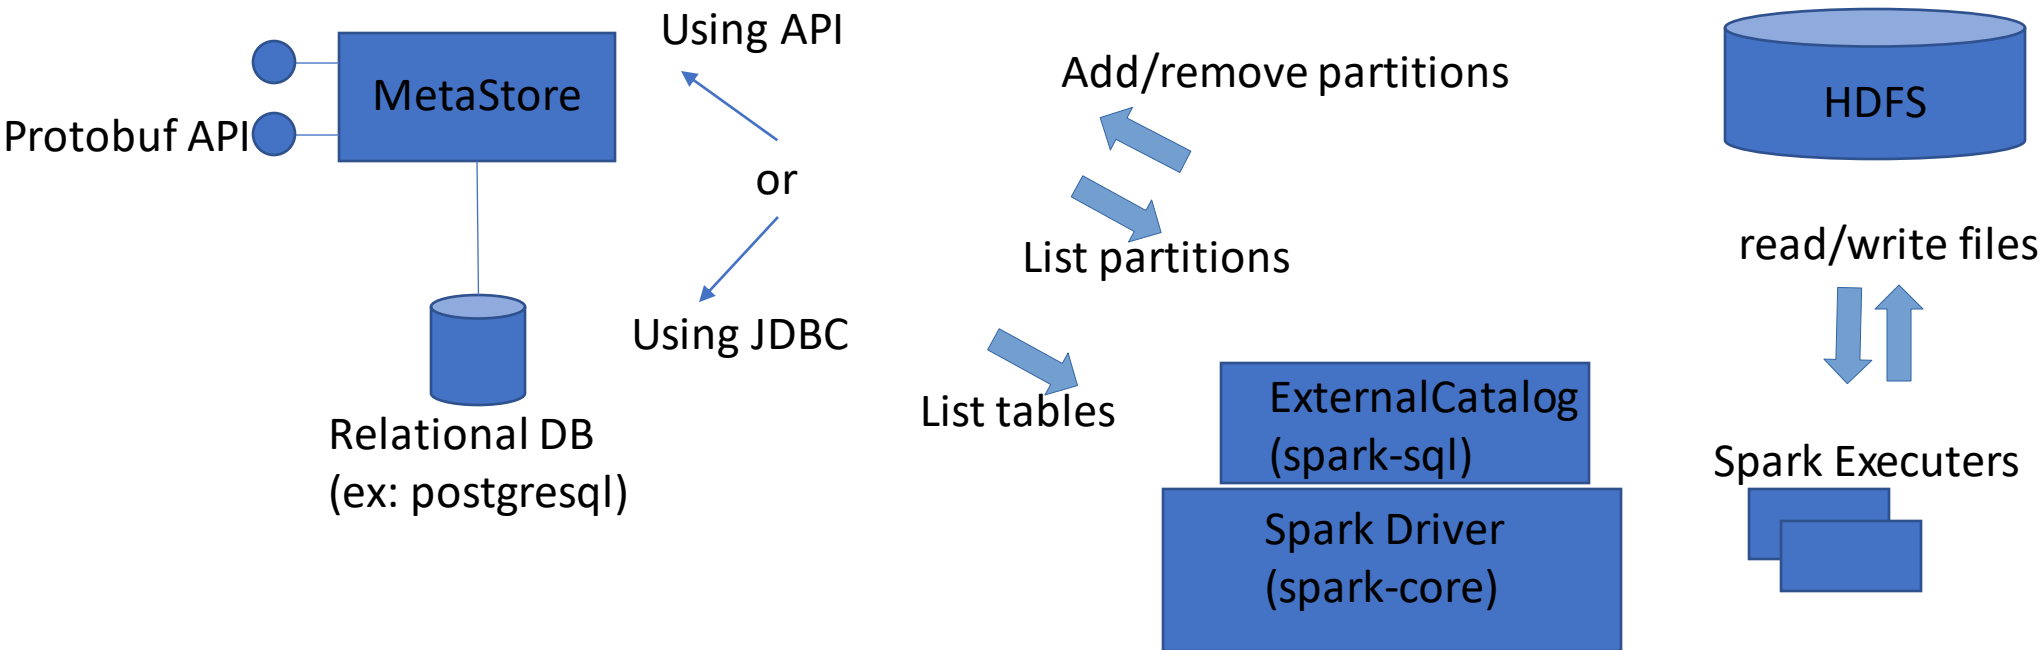 Using API
MetaStore
Protobuf API
or
Using JDBC
Relational DB
(ex: postgresql)
Add/remove partitions
List partitions
List tables
ExternalCatalog
(spark-sql)
Spark Driver
(spark-core)
HDFS
read/write files
Spark Executers